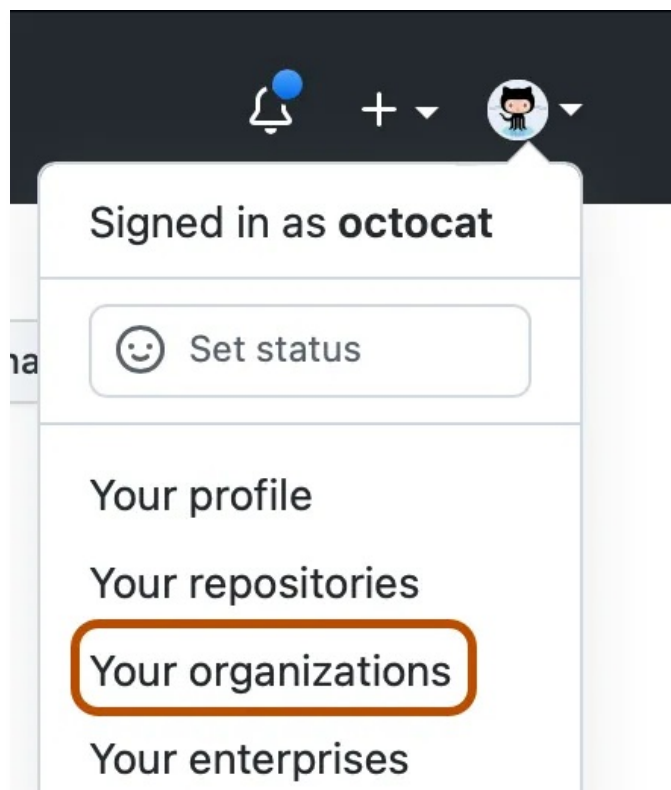 Signed in as octocat
Set status
Your profile
Your repositories
Your organizations
Your enterprises